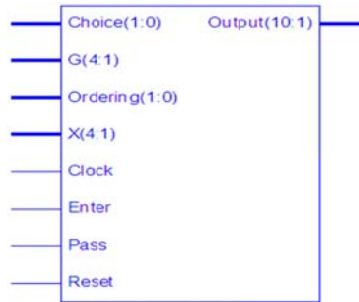 Choice(1:0) Output(10:1)
G(4:1)
Ordering(1:0)
X(4:1)
Clock
Enter
Pass
Reset